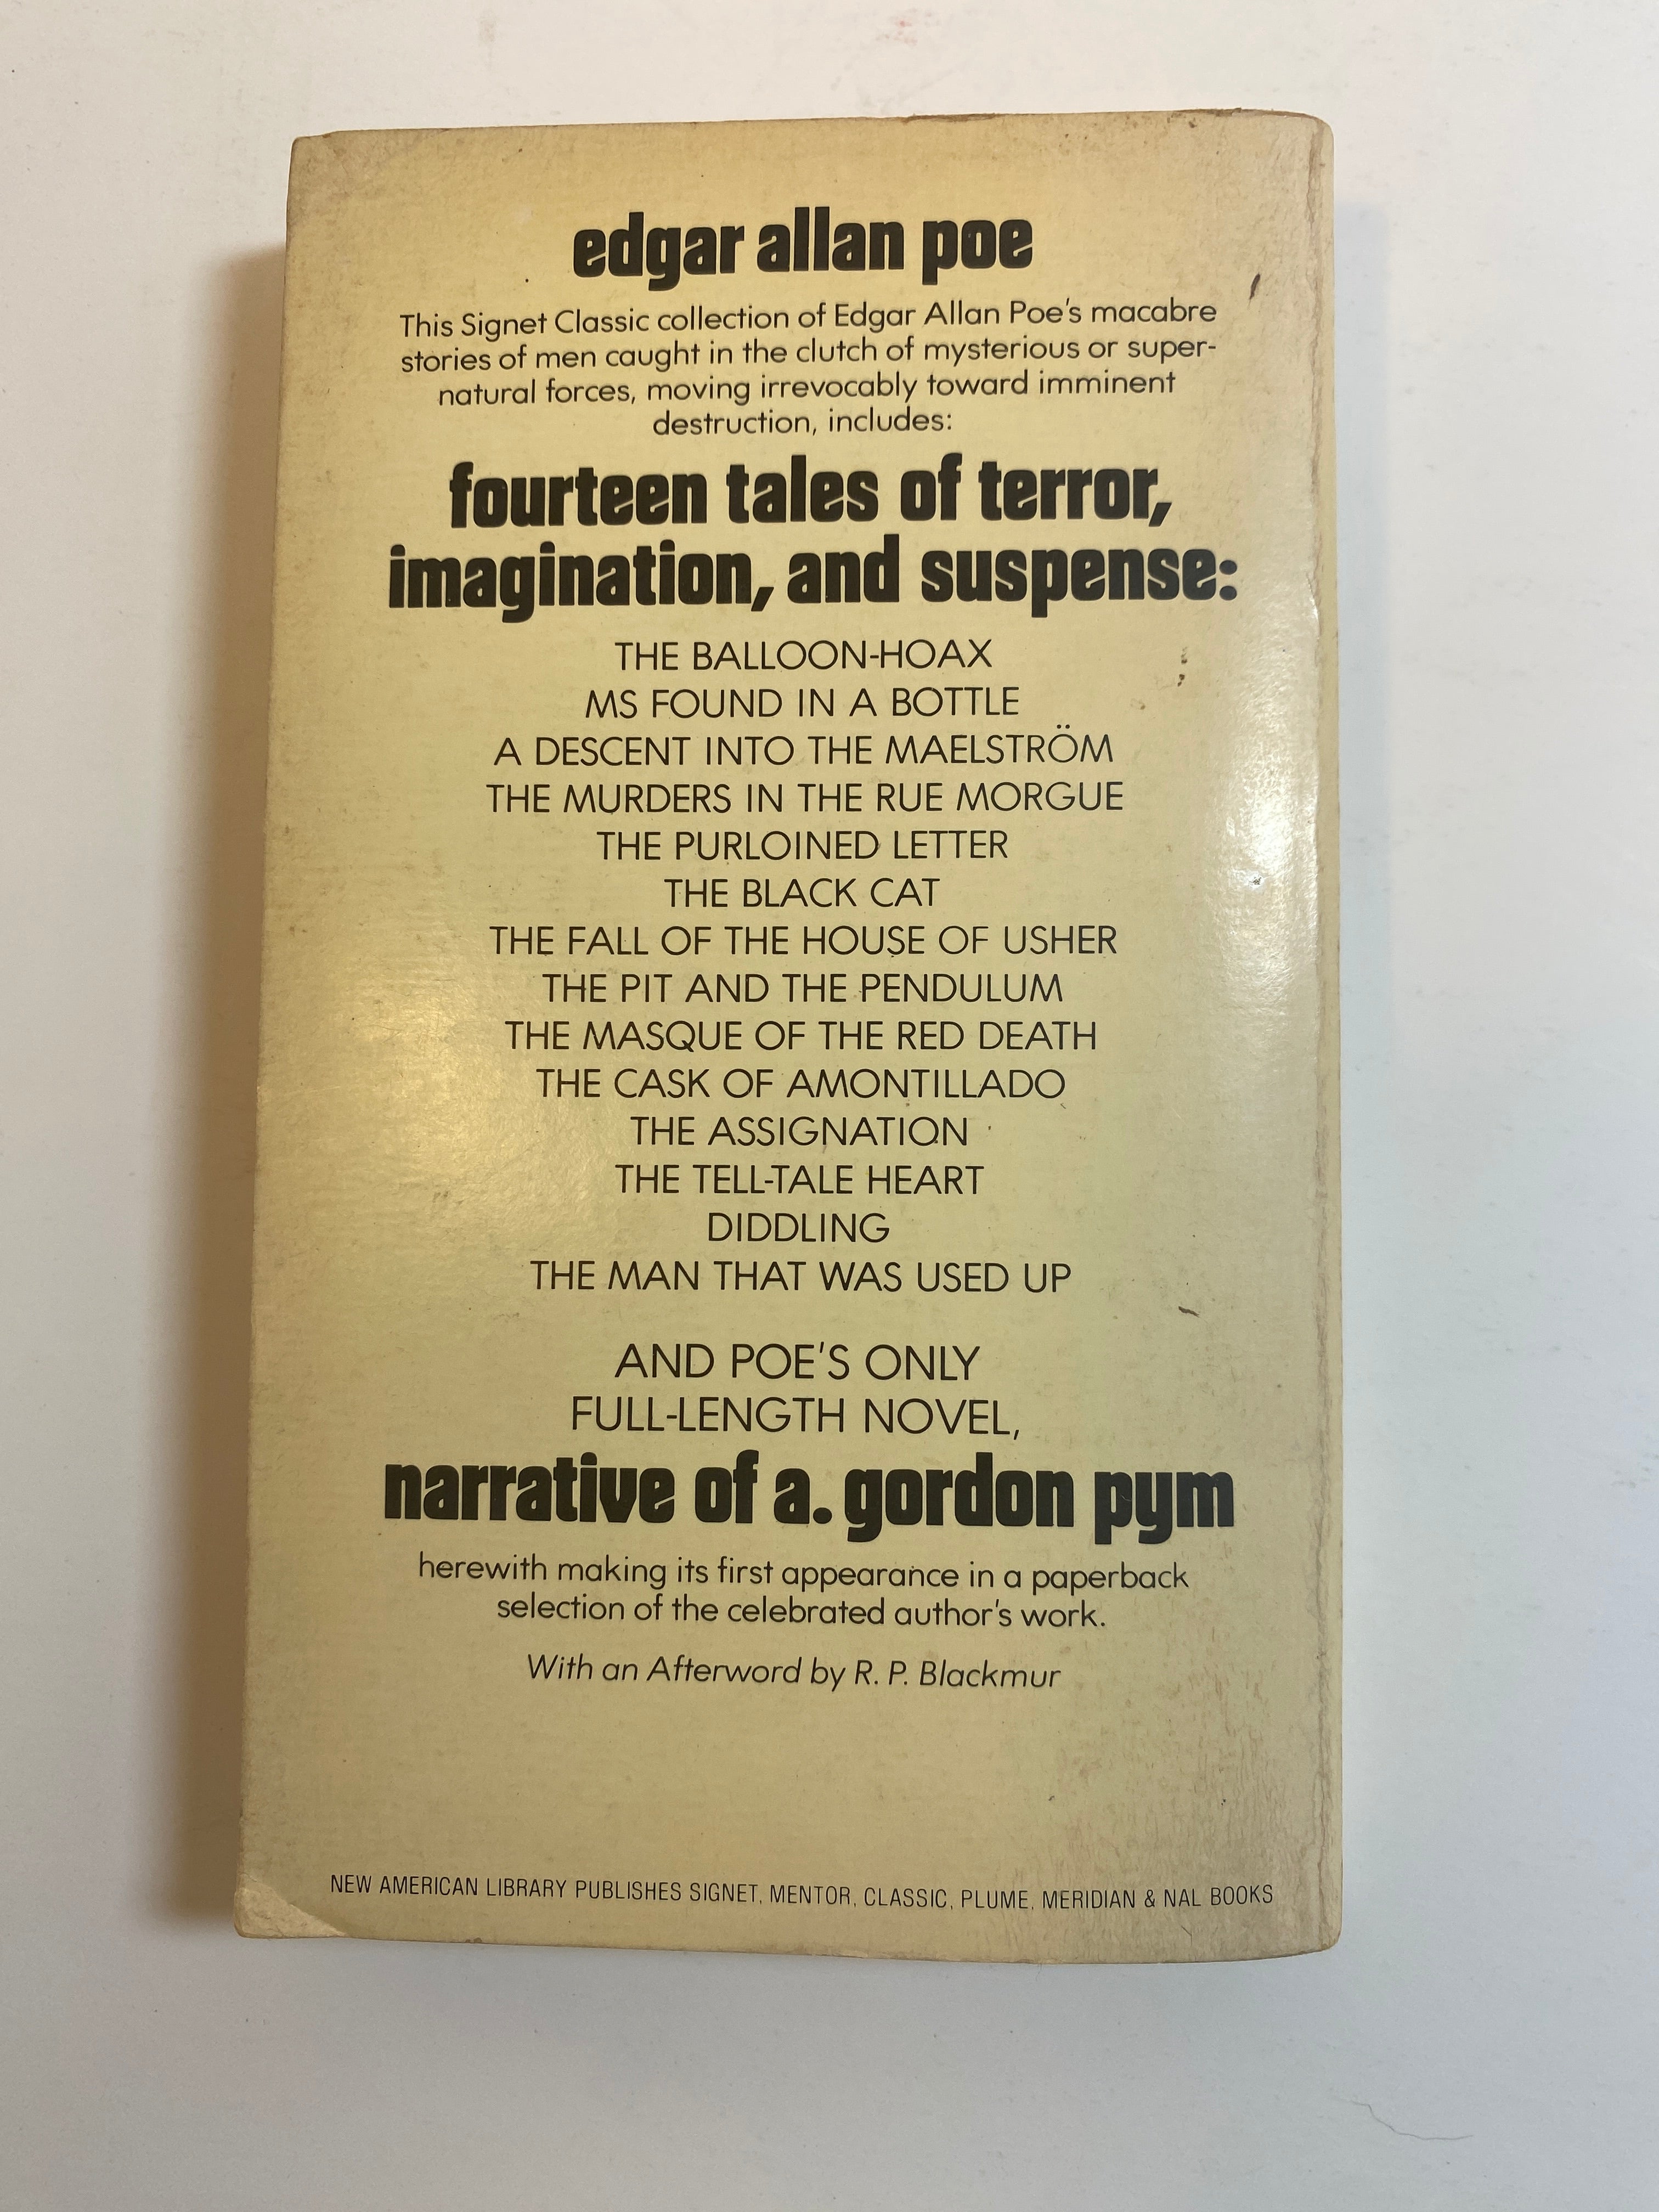 edgar allan poe
This Signet Classic collection of Edgar Allan Poe's macabre
stories of men caught in the clutch of mysterious or super-
natural forces, moving irrevocably toward imminent
destruction, includes:
fourteen tales of terror,
imagination, and suspense:
THE BALLOON-HOAX
MS FOUND IN A BOTTLE
A DESCENT INTO THE MAELSTRÖM
THE MURDERS IN THE RUE MORGUE
THE PURLOINED LETTER
THE BLACK CAT
THE FALL OF THE HOUSE OF USHER
THE PIT AND THE PENDULUM
THE MASQUE OF THE RED DEATH
THE CASK OF AMONTILLADO
THE ASSIGNATION
THE TELL-TALE HEART
DIDDLING
THE MAN THAT WAS USED UP
AND POE'S ONLY
FULL-LENGTH NOVEL,
narrative of a. gordon pym
herewith making its first appearance in a paperback
selection of the celebrated author's work.
With an Afterword by R. P. Blackmur
NEW AMERICAN LIBRARY PUBLISHES SIGNET, MENTOR, CLASSIC, PLUME, MERIDIAN & NAL BOOKS